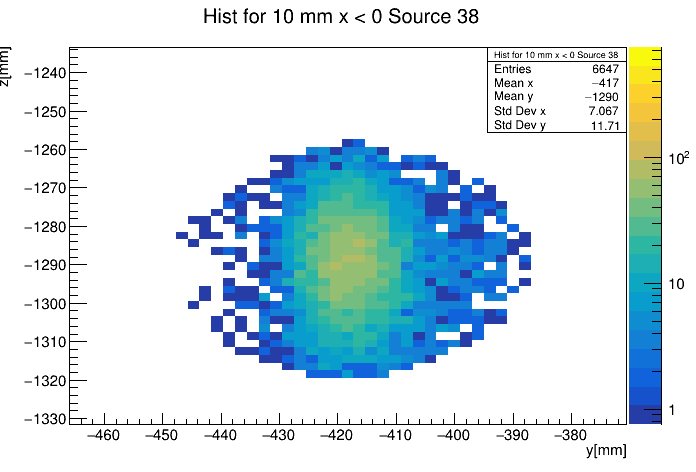 Hist for 10 mm x < 0 Source 38
z[mm]
Hist for 10 mm x < 0 Source 38
Entries 6647
Mean x −417
Mean y −1290
Std Dev x 7.067
Std Dev y 11.71
−1240
−1250
−1260
−1270
−1280
−1290
−1300
−1310
−1320
−1330
−460 −450 −440 −430 −420 −410 −400 −390 −380
y[mm]
10²
10
1